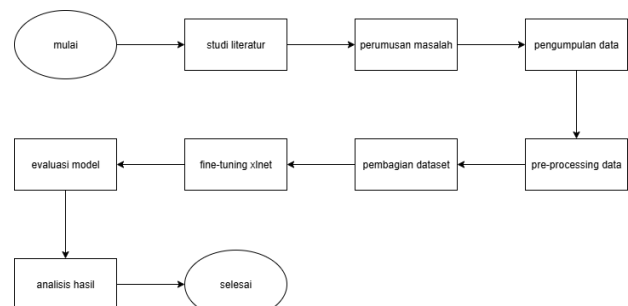 mulai
studi literatur
perumusan masalah
pengumpulan data
pre-processing data
pembagian dataset
fine-tuning xlnet
evaluasi model
analisis hasil
selesai